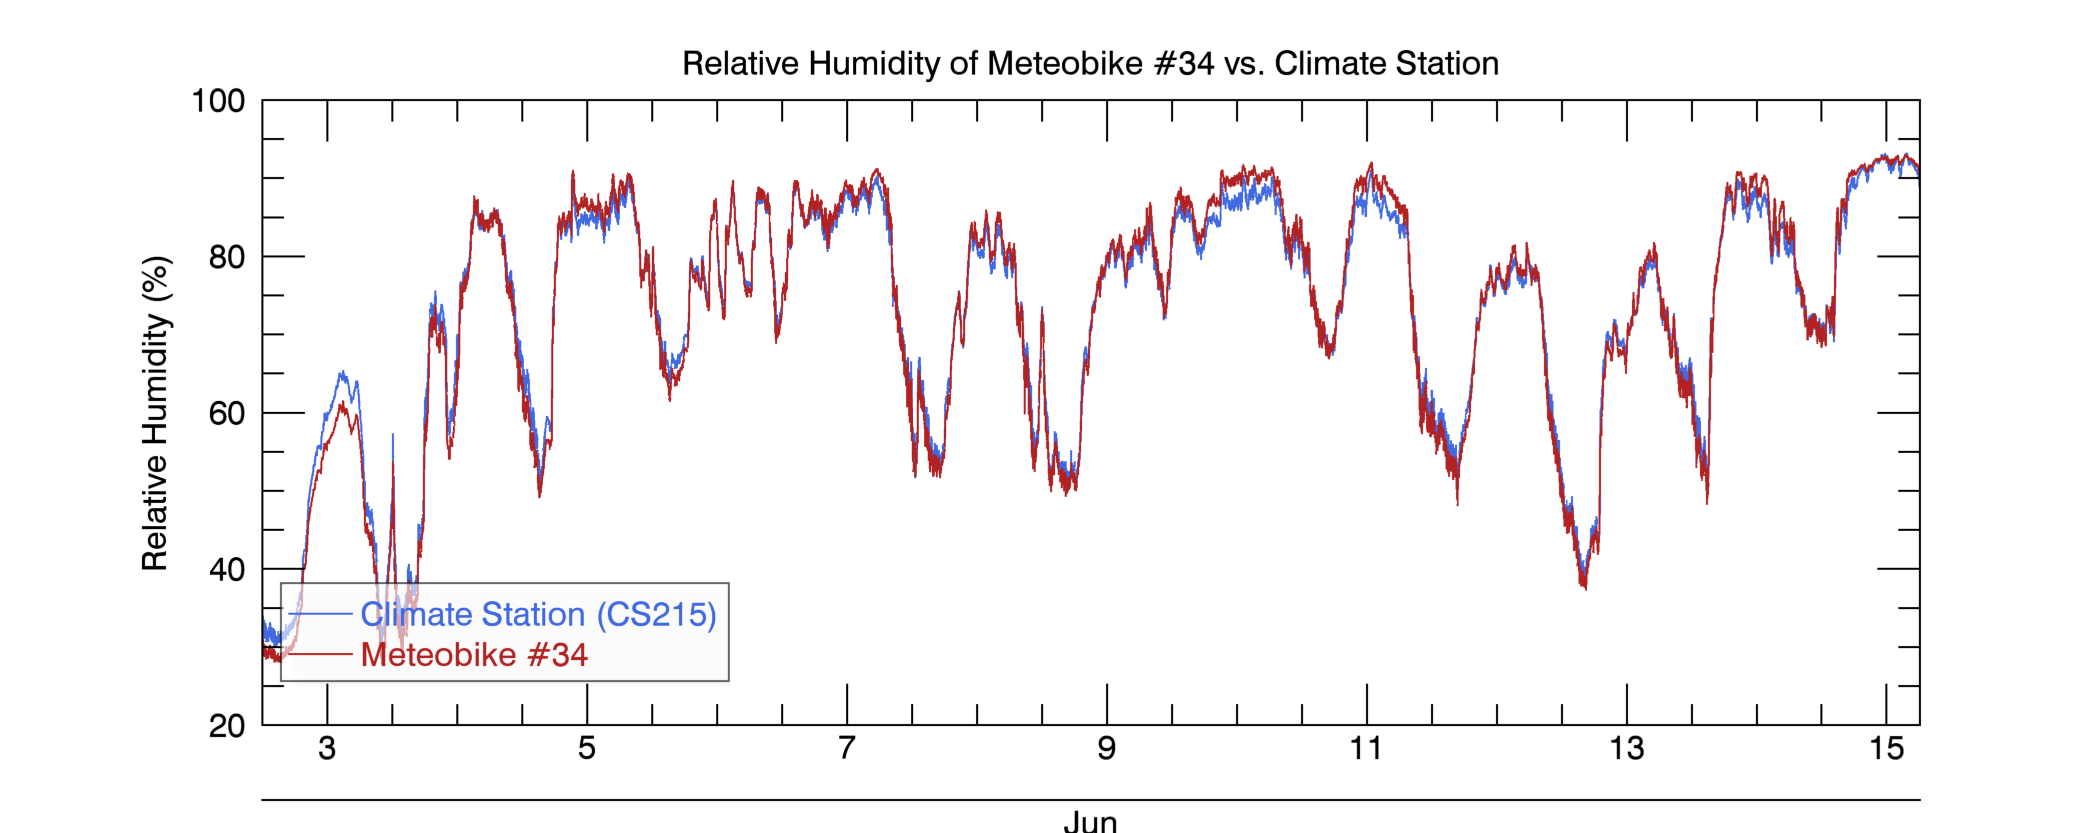 Relative Humidity of Meteobike #34 vs. Climate Station
100
80
60
40
20
Relative Humidity (%)
Climate Station (CS215)
Meteobike #34
3 5 7 9 11 13 15
Jun